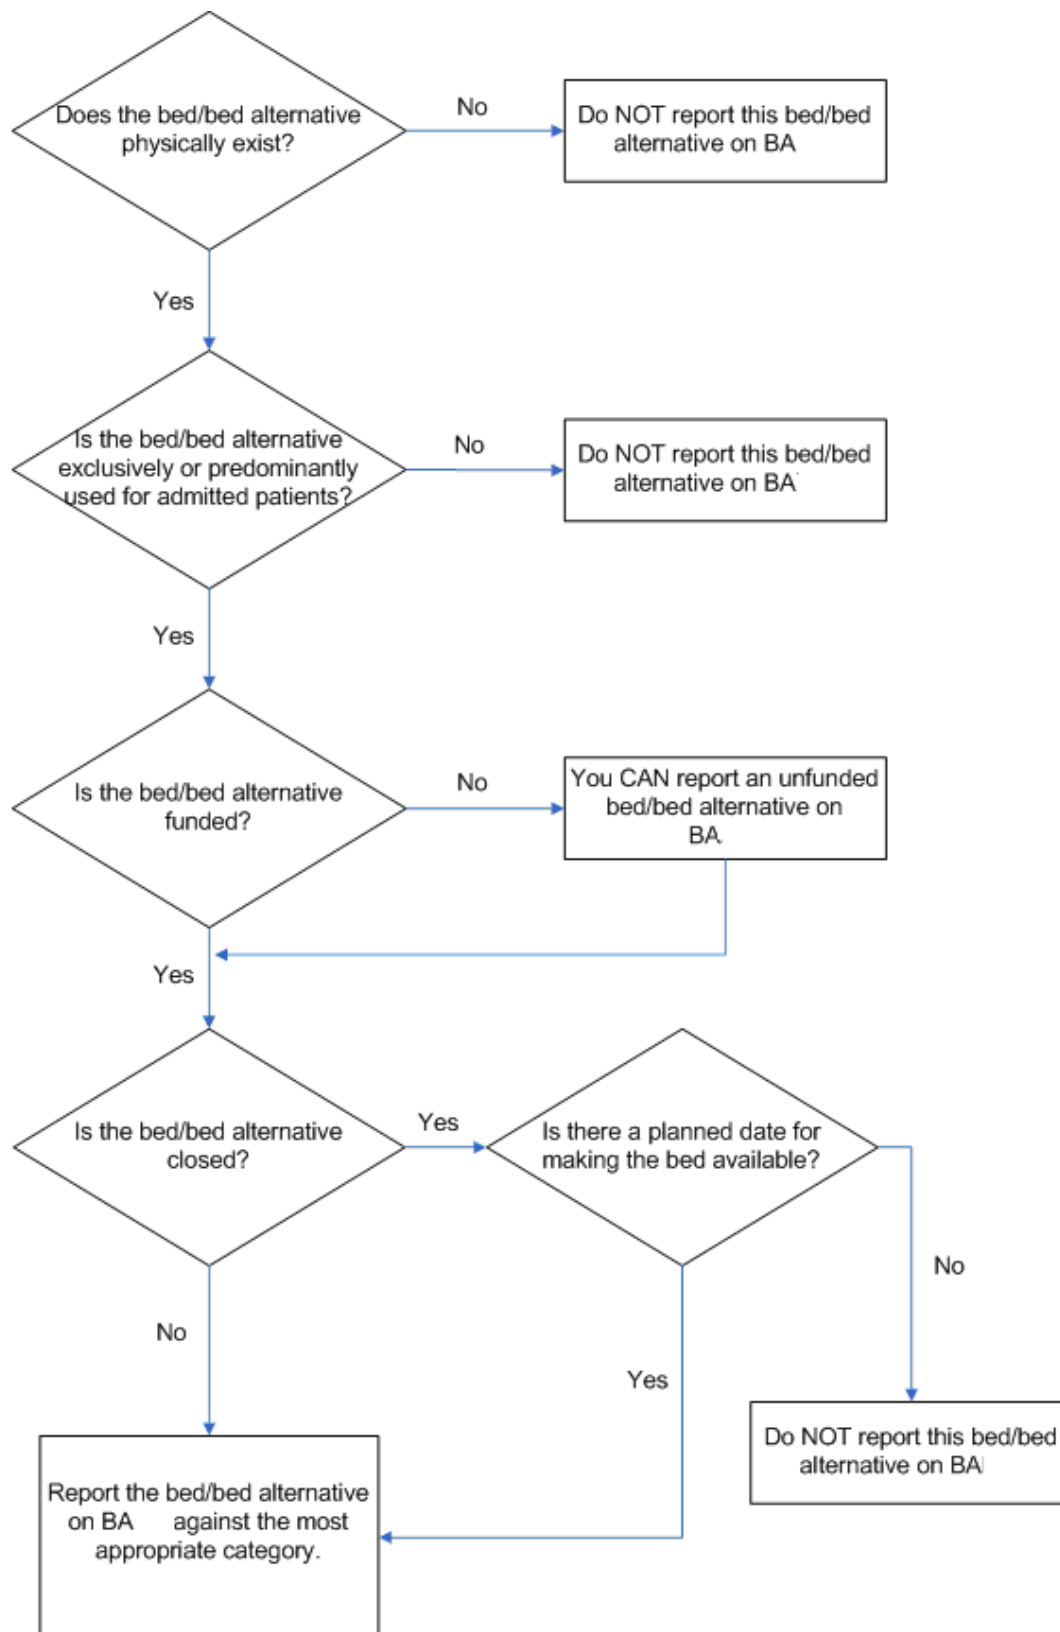 Does the bed/bed alternative
physically exist?
No
Do NOT report this bed/bed
alternative on BA
Yes
Is the bed/bed alternative
exclusively or predominantly
used for admitted patients?
No
Do NOT report this bed/bed
alternative on BA
Yes
Is the bed/bed alternative
funded?
No
You CAN report an unfunded
bed/bed alternative on
BA.
Yes
Is the bed/bed alternative
closed?
Yes
Is there a planned date for
making the bed available?
No
No
Yes
Do NOT report this bed/bed
alternative on BA
Report the bed/bed alternative
on BA against the most
appropriate category.